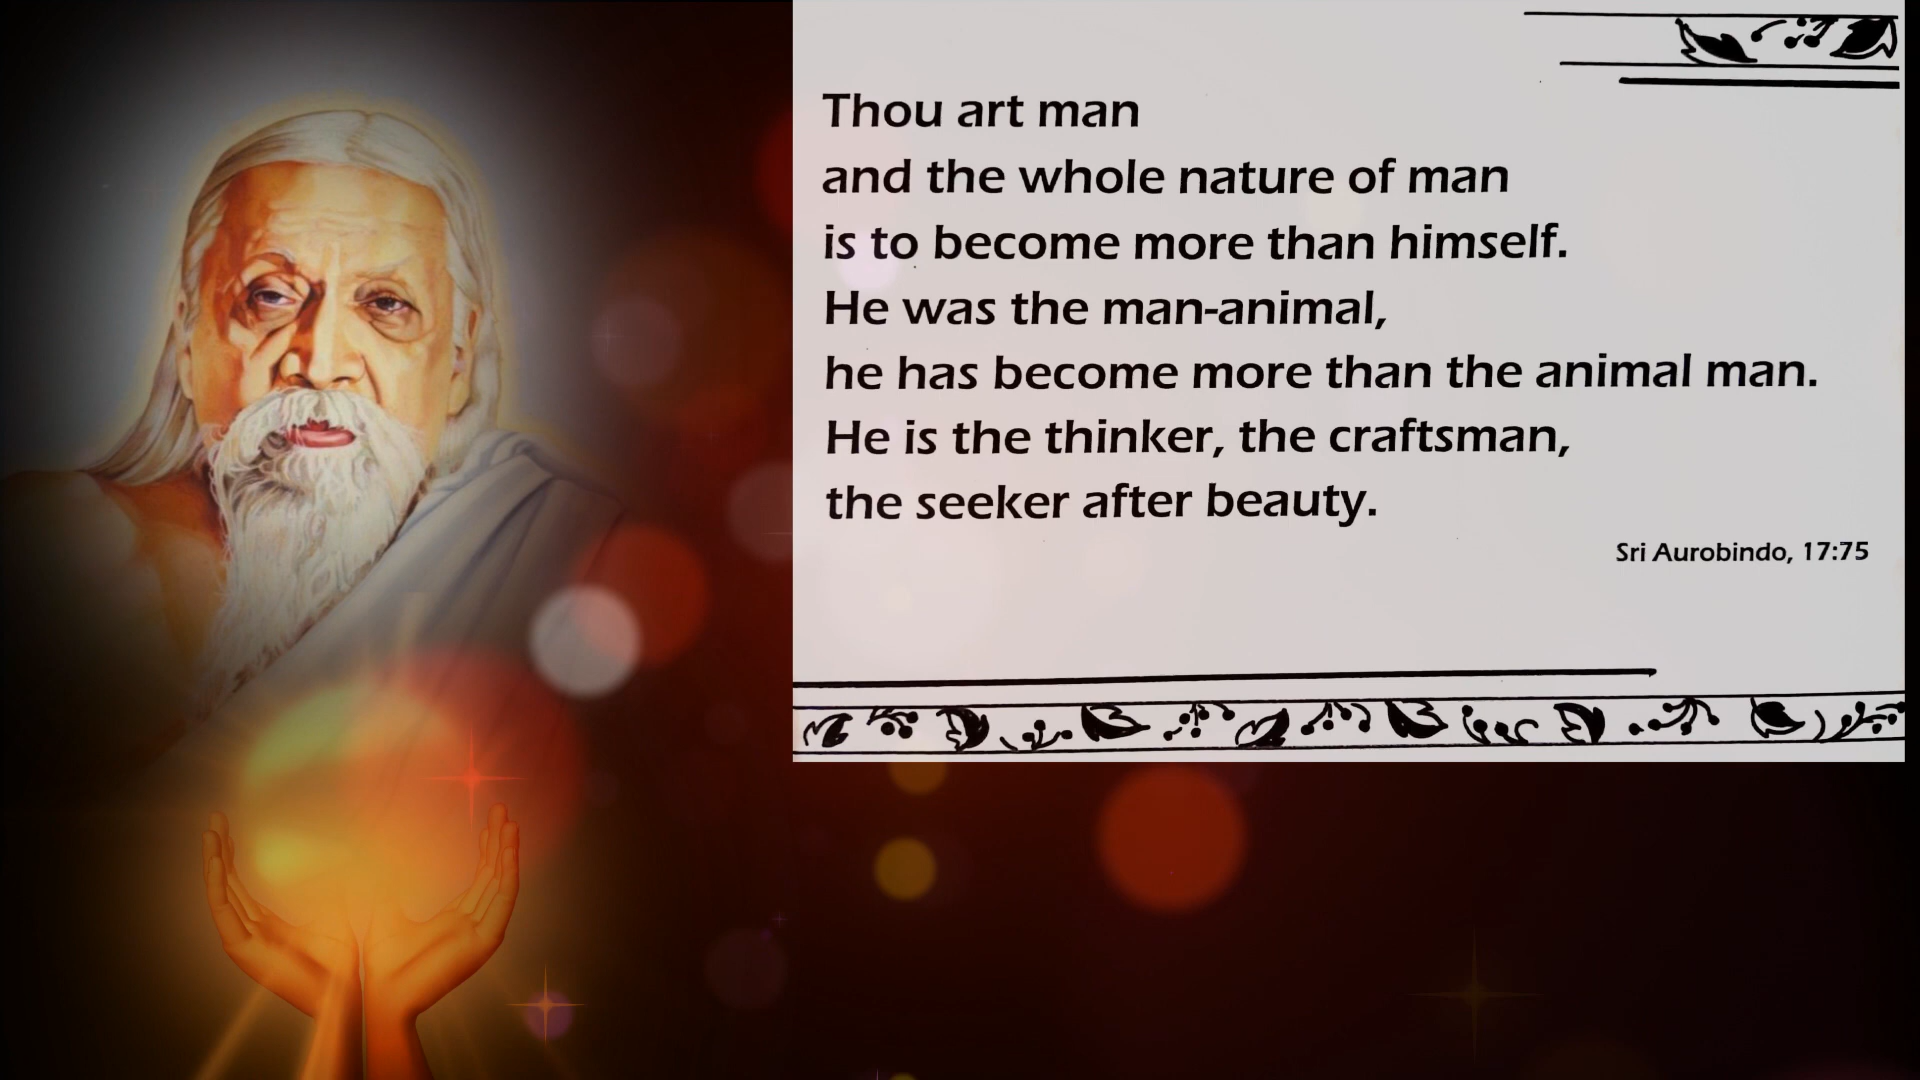 Thou art man
and the whole nature of man
is to become more than himself.
He was the man-animal,
he has become more than the animal man.
He is the thinker, the craftsman,
the seeker after beauty.
Sri Aurobindo, 17:75